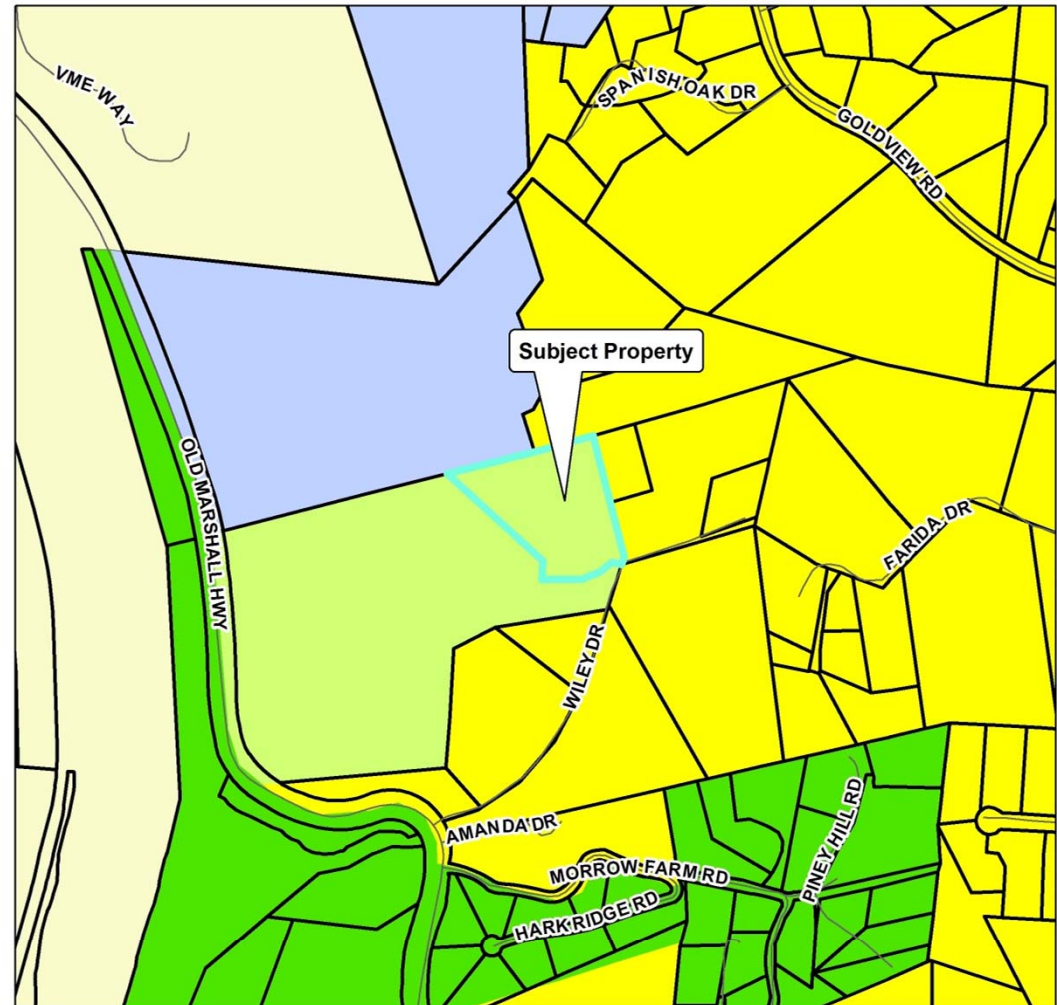 VME WAY
SPANISH OAK DR
GOLDVIEW RD
Subject Property
OLD MARSHALL HWY
FARIDA DR
WILEY DR
AMANDA DR
MORROW FARM RD
PINEY HILL RD
HARK RIDGE RD